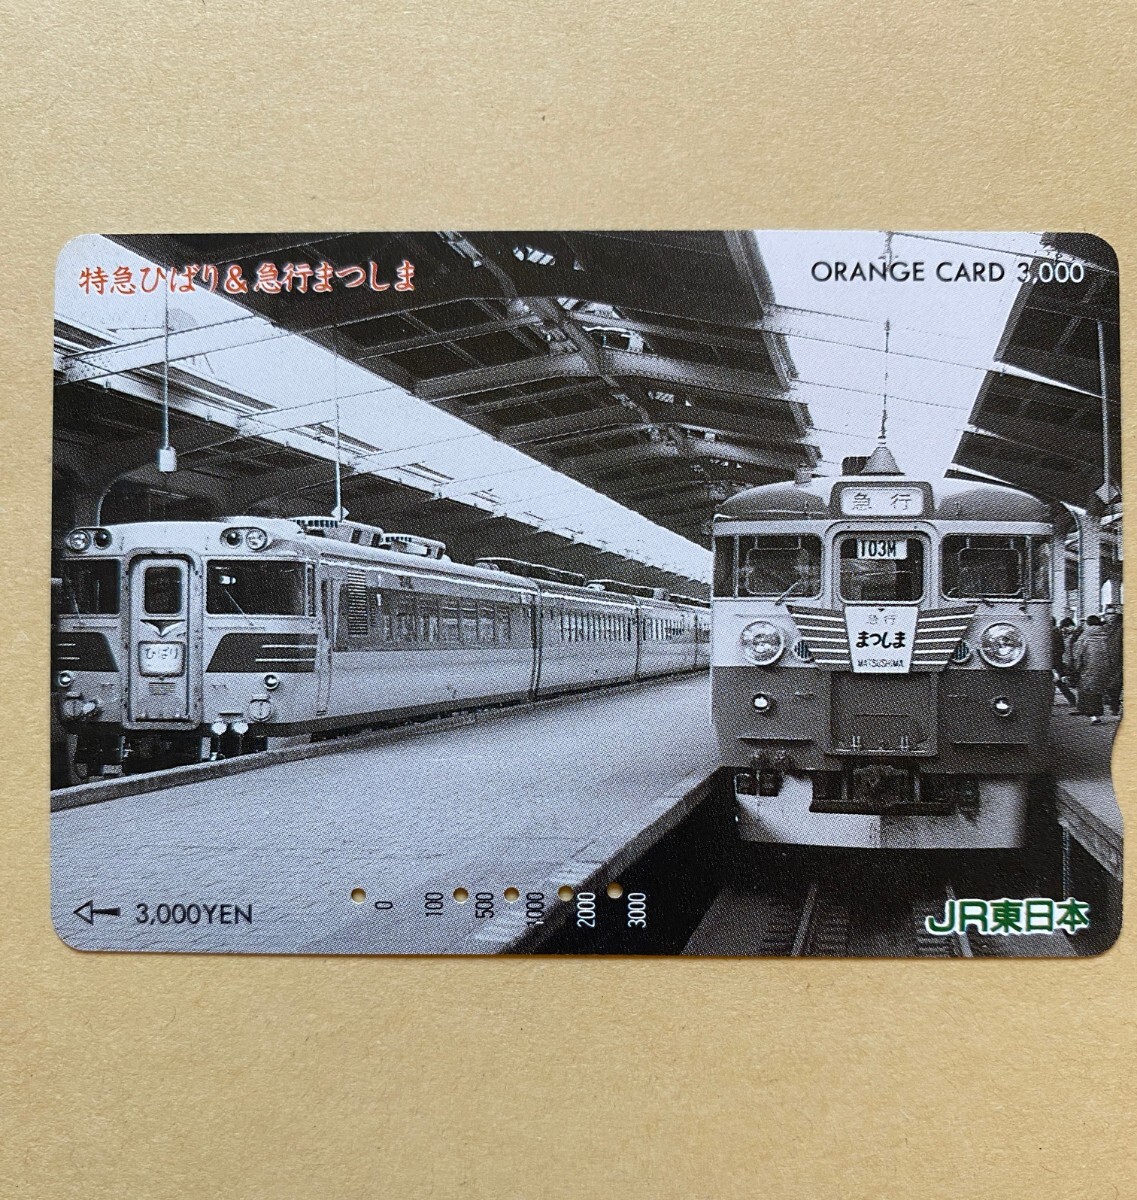 特急ひばり&急行まつしま
ORANGE CARD 3,000
急行
103M
急行
まつしま
MATSUSHIMA
ひばり
3,000YEN
0 100 500 1000 2000 3000
JR東日本